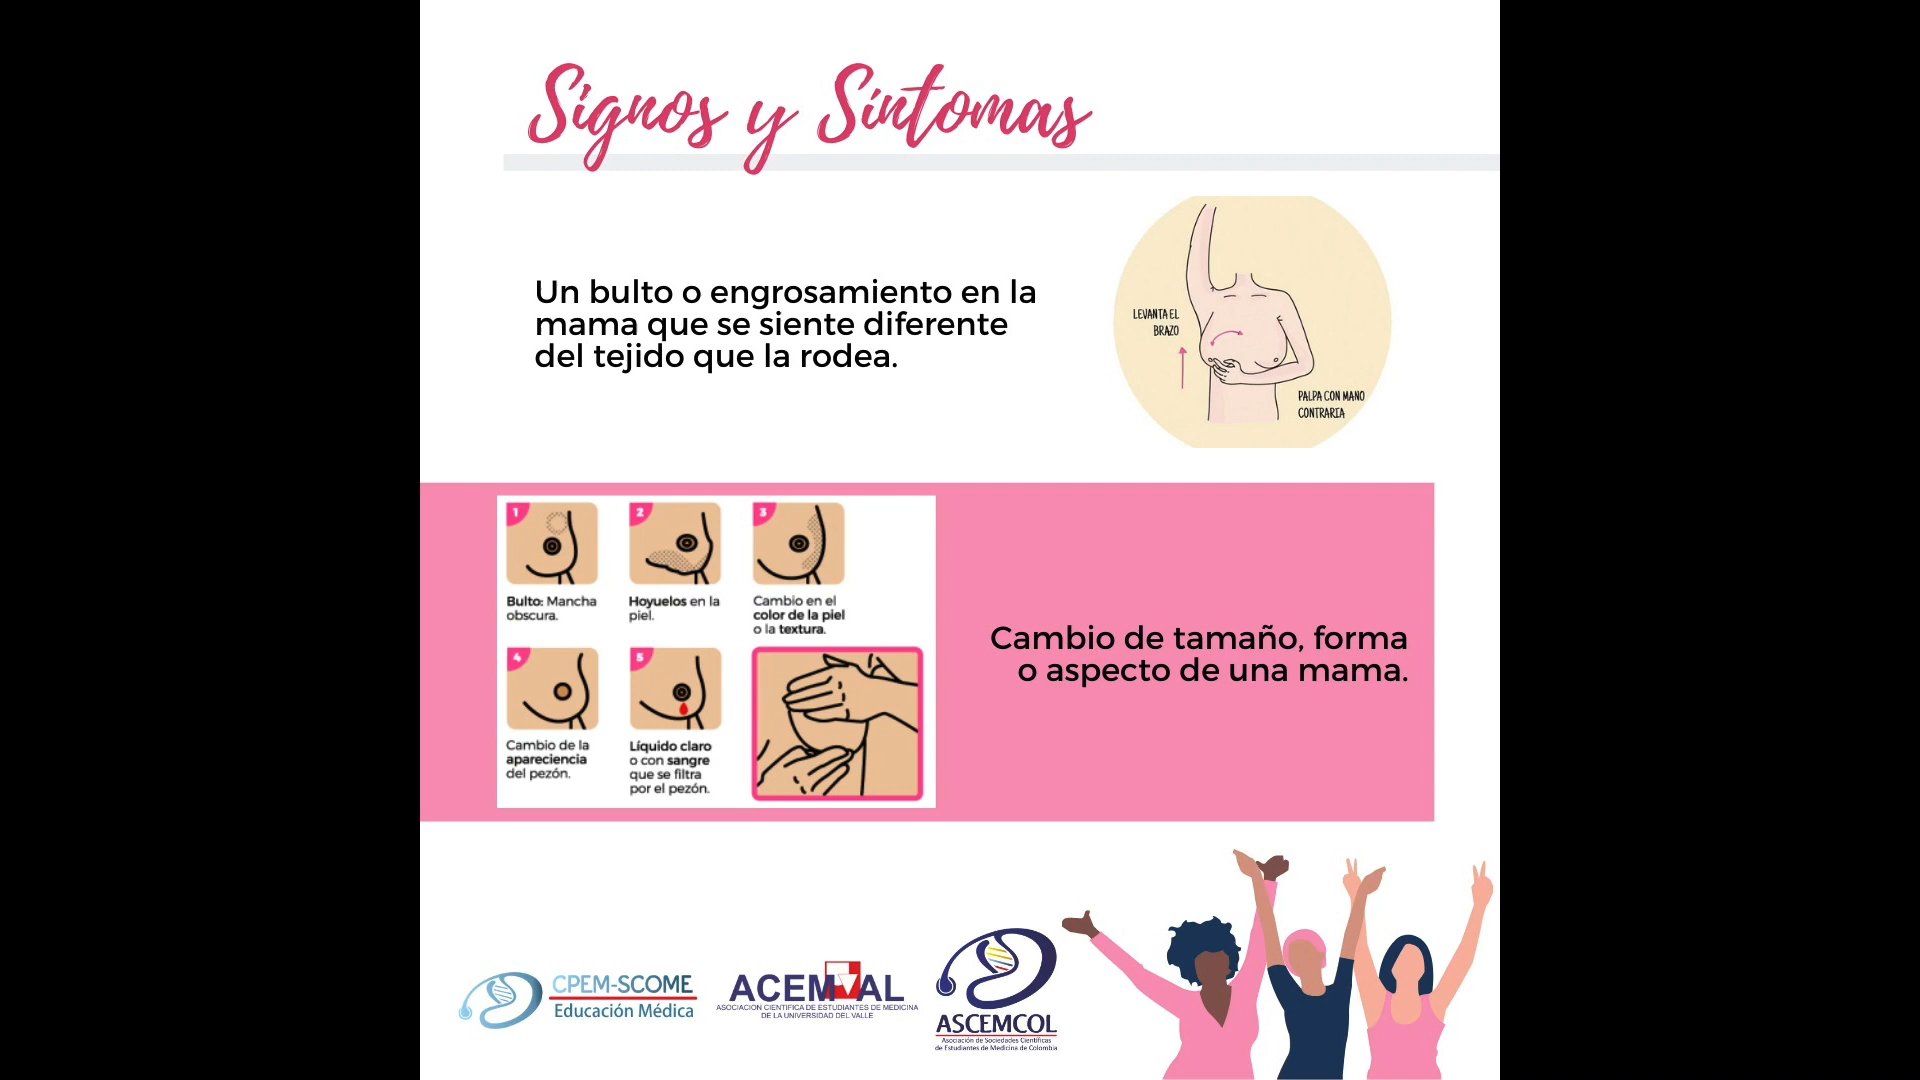 Signos y Síntomas
Un bulto o engrosamiento en la
mama que se siente diferente
del tejido que la rodea.
LEVANTA EL
BRAZO
PALPA CON MANO
CONTRARIA
1
Bulto: Mancha
obscura.
2
Hoyuelos en la
piel.
3
Cambio en el
color de la piel
o la textura.
4
Cambio de la
apareciencia
del pezón.
5
Líquido claro
o con sangre
que se filtra
por el pezón.
Cambio de tamaño, forma
o aspecto de una mama.
CPEM-SCOME
Educación Médica
ACEMVAL
ASOCIACION CIENTIFICA DE ESTUDIANTES DE MEDICINA
DE LA UNIVERSIDAD DEL VALLE
ASCEMCOL
Asociación de Sociedades Científicas
de Estudiantes de Medicina de Colombia